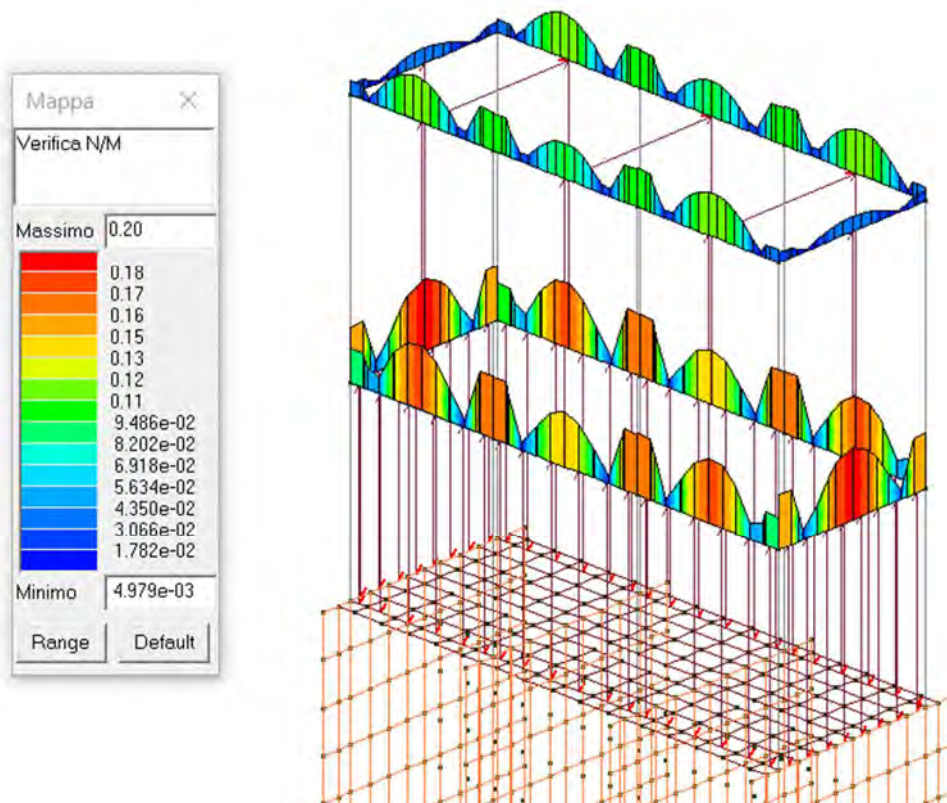 Mappa
Verifica N/M
Massimo 0.20
0.18
0.17
0.16
0.15
0.13
0.12
0.11
9.486e-02
8.202e-02
6.918e-02
5.634e-02
4.350e-02
3.066e-02
1.782e-02
Minimo 4.979e-03
Range Default